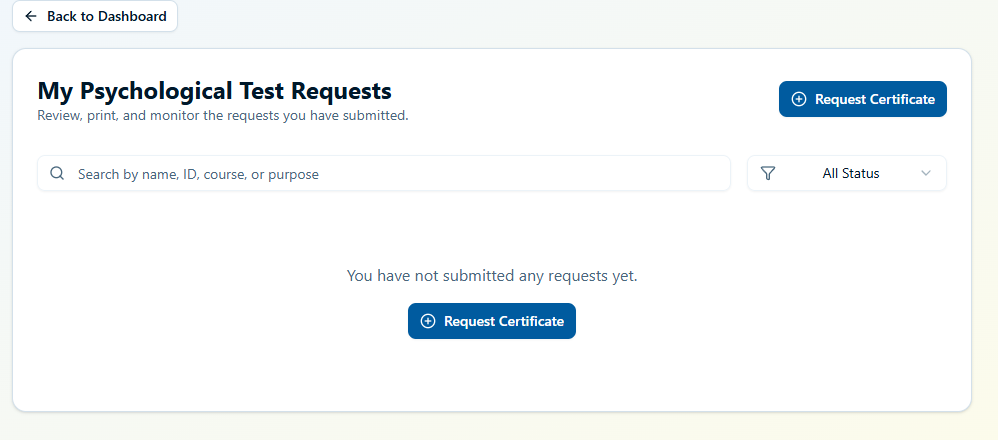 Back to Dashboard
My Psychological Test Requests
Review, print, and monitor the requests you have submitted.
Request Certificate
Search by name, ID, course, or purpose
All Status
You have not submitted any requests yet.
Request Certificate